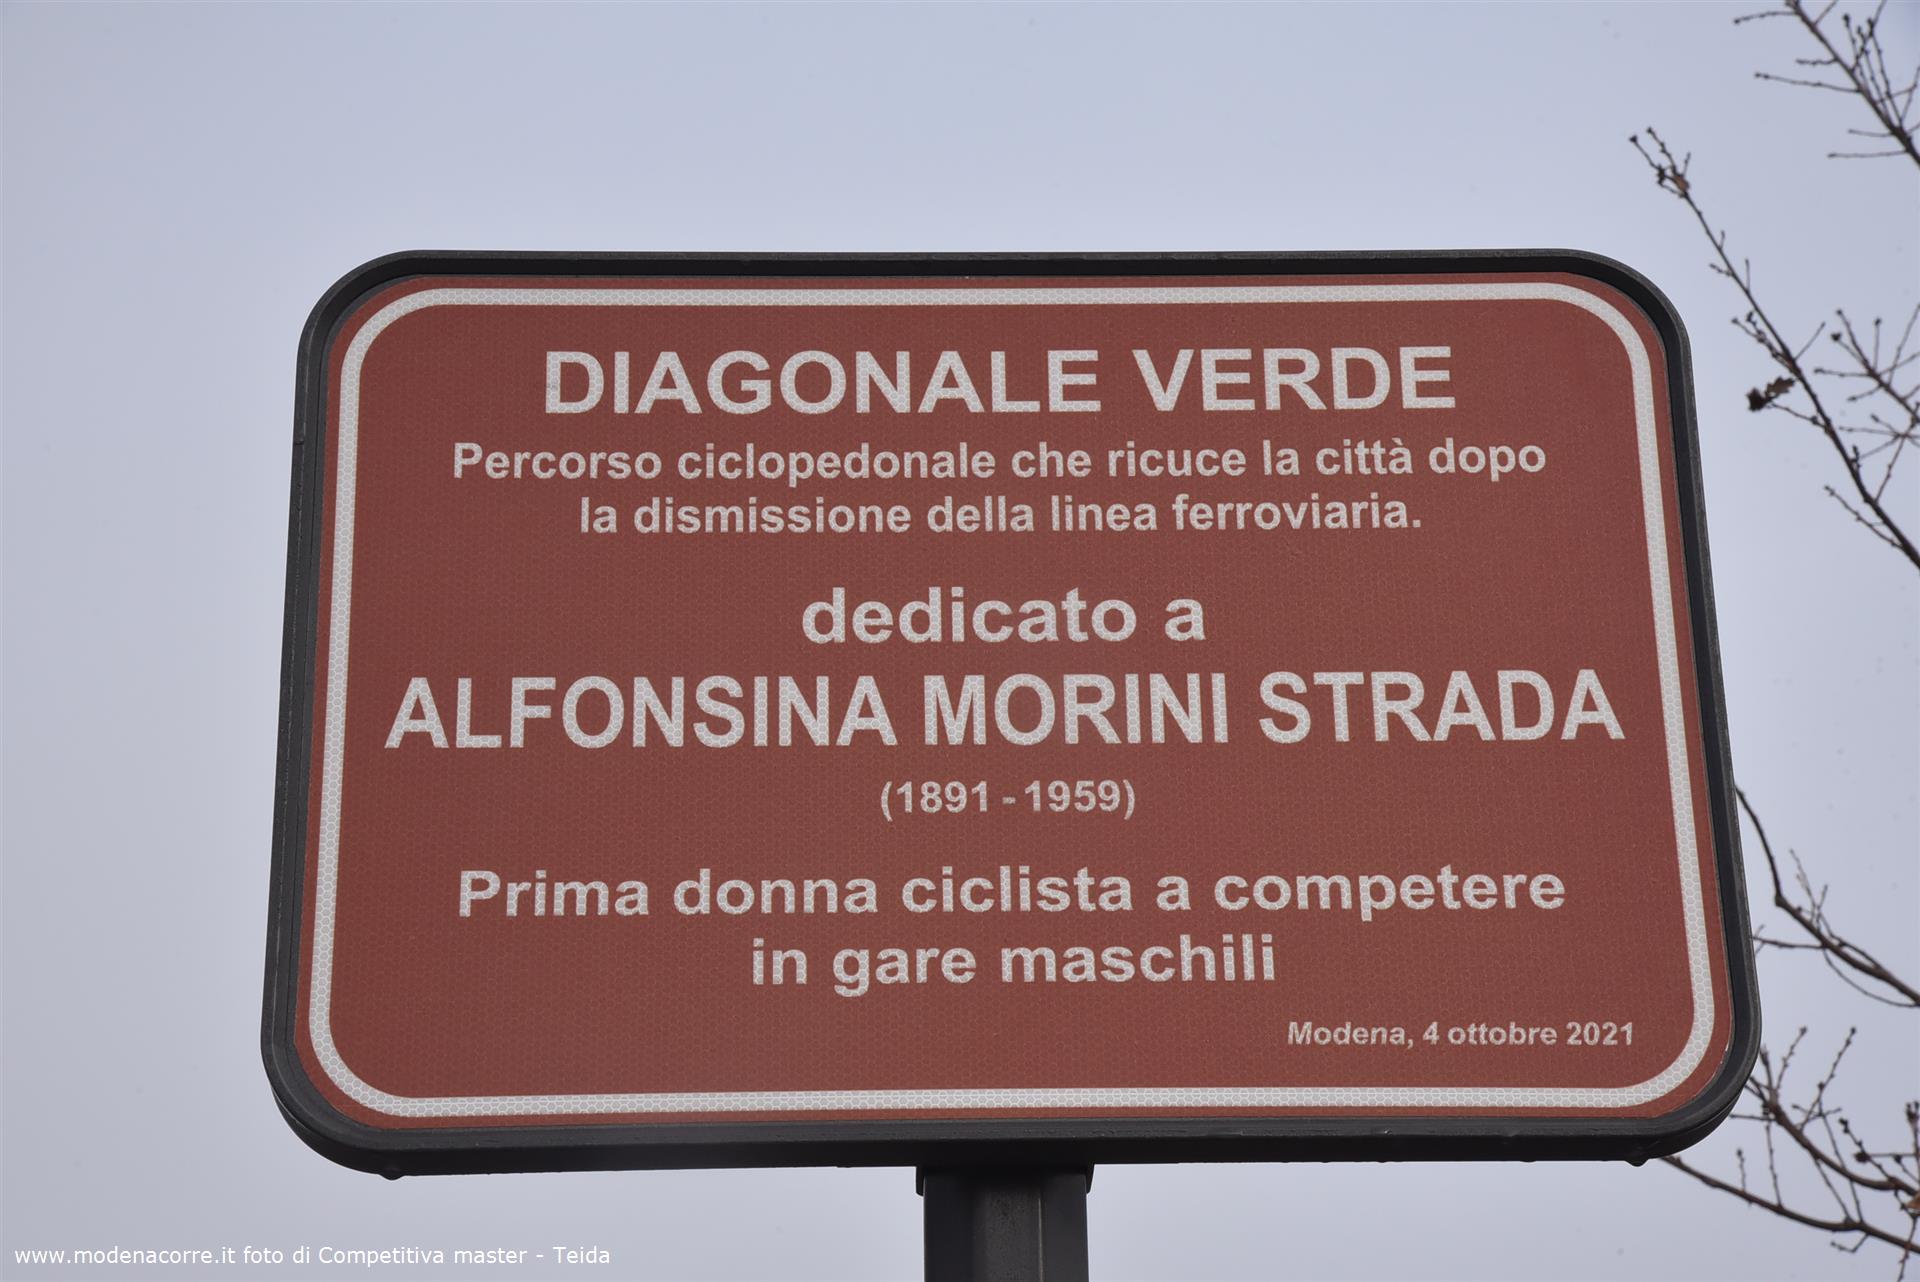 DIAGONALE VERDE
Percorso ciclopedonale che ricuce la città dopo
la dismissione della linea ferroviaria.
dedicato a
ALFONSINA MORINI STRADA
(1891 - 1959)
Prima donna ciclista a competere
in gare maschili
Modena, 4 ottobre 2021
www.modenacorre.it foto di Competitiva master - Teida